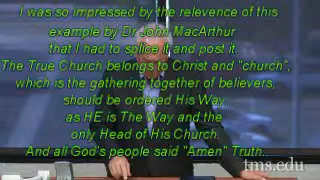 I was so impressed by the relevence of this
example by Dr John MacArthur
that I had to splice it and post it
The True Church belongs to Christ and "church",
which is the gathering together of believers,
should be ordered His Way,
as HE is The Way and the
only Head of His Church
And all God's people said "Amen" Truth.
tms.edu